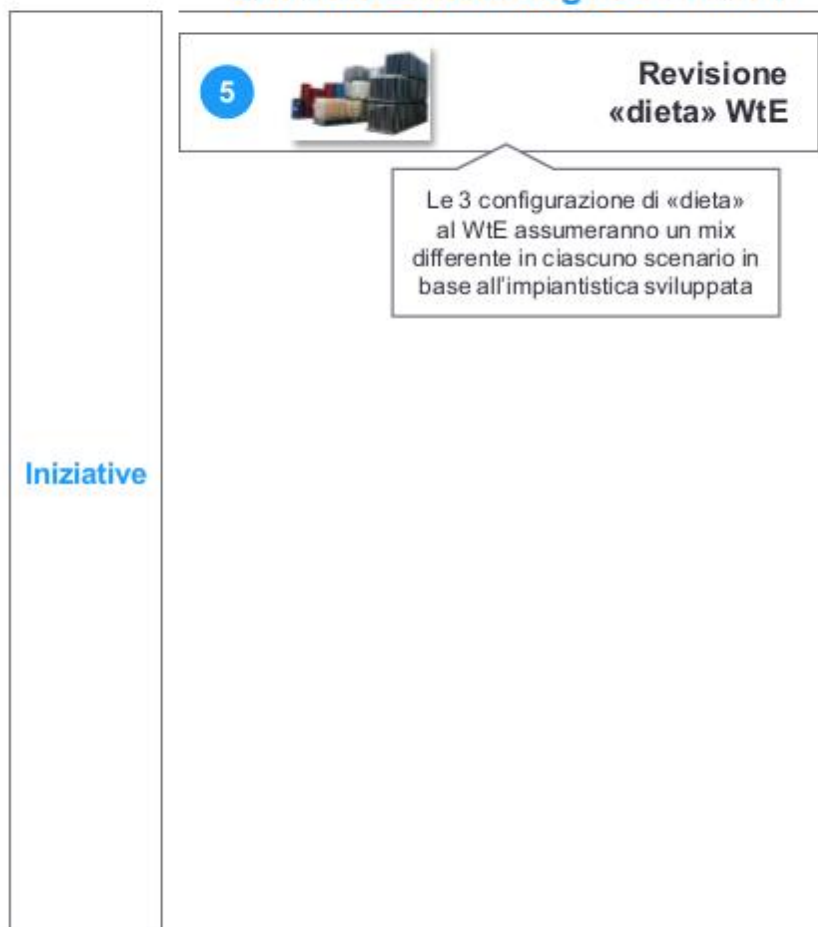 5
Revisione
«dieta» WtE
Le 3 configurazione di «dieta»
al WtE assumeranno un mix
differente in ciascuno scenario in
base all'impiantistica sviluppata
Iniziative